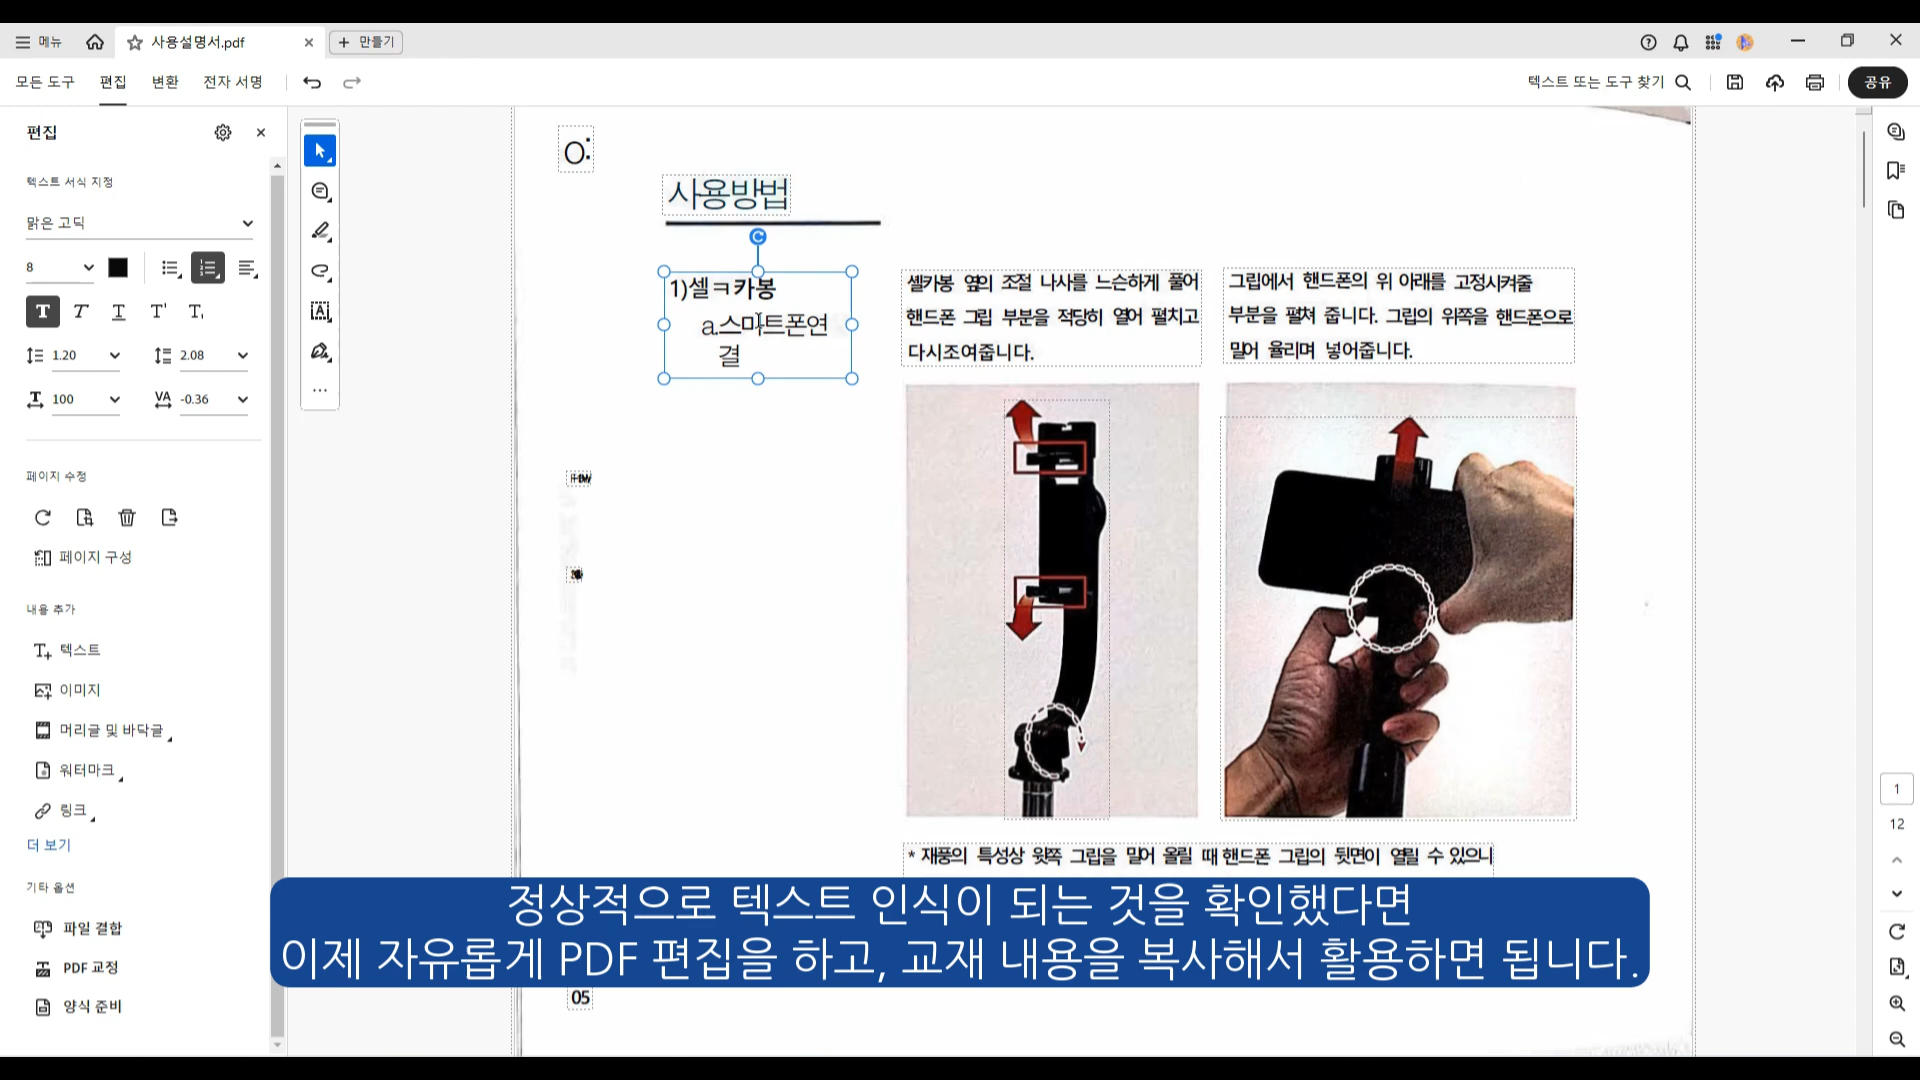 메뉴
사용설명서.pdf
만들기
모든 도구
편집
변환
전자 서명
텍스트 또는 도구 찾기
공유
편집
텍스트 서식 지정
맑은 고딕
8
1.20
2.08
100
-0.36
페이지 수정
페이지 구성
내용 추가
텍스트
이미지
머리글 및 바닥글
워터마크
링크
더 보기
기타 옵션
파일 결합
PDF 교정
양식 준비
사용방법
1)셀ㅋ카봉
a.스마트폰연
결
셀카봉 옆의 조절 나사를 느슨하게 풀어
핸드폰 그립 부분을 적당히 열어 펼치고
다시조여줍니다.
그립에서 핸드폰의 위 아래를 고정시켜줄
부분을 펼쳐 줍니다. 그립의 위쪽을 핸드폰으로
밀어 율리며 넣어줍니다.
* 재품의 특성상 윗쪽 그립을 밀어 올릴 때 핸드폰 그립의 뒷면이 열릴 수 있으니
정상적으로 텍스트 인식이 되는 것을 확인했다면
이제 자유롭게 PDF 편집을 하고, 교재 내용을 복사해서 활용하면 됩니다.
05
1
12